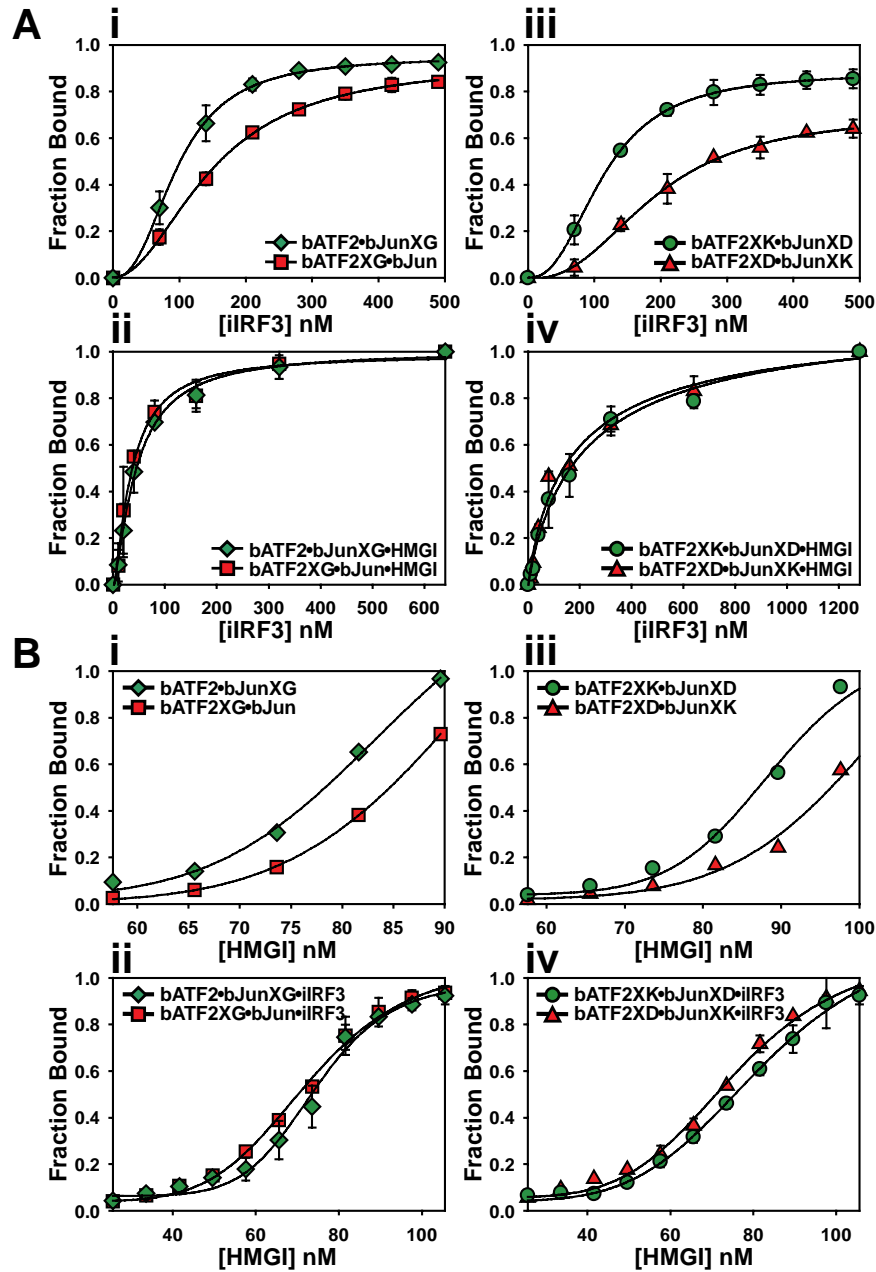 A
i
Fraction Bound
1.0
0.8
0.6
0.4
0.2
0.0
bATF2•bJunXG
bATF2XG•bJun
0 100 200 300 400 500
[iIRF3] nM
iii
Fraction Bound
1.0
0.8
0.6
0.4
0.2
0.0
bATF2XK•bJunXD
bATF2XD•bJunXK
0 100 200 300 400 500
[iIRF3] nM
ii
Fraction Bound
1.0
0.8
0.6
0.4
0.2
0.0
bATF2•bJunXG•HMGI
bATF2XG•bJun•HMGI
0 100 200 300 400 500 600
[iIRF3] nM
iv
Fraction Bound
1.0
0.8
0.6
0.4
0.2
0.0
bATF2XK•bJunXD•HMGI
bATF2XD•bJunXK•HMGI
0 200 400 600 800 1000 1200
[iIRF3] nM
B
i
Fraction Bound
1.0
0.8
0.6
0.4
0.2
0.0
bATF2•bJunXG
bATF2XG•bJun
60 65 70 75 80 85 90
[HMGI] nM
iii
Fraction Bound
1.0
0.8
0.6
0.4
0.2
0.0
bATF2XK•bJunXD
bATF2XD•bJunXK
60 70 80 90 100
[HMGI] nM
ii
Fraction Bound
1.0
0.8
0.6
0.4
0.2
0.0
bATF2•bJunXG•iIRF3
bATF2XG•bJun•iIRF3
40 60 80 100
[HMGI] nM
iv
Fraction Bound
1.0
0.8
0.6
0.4
0.2
0.0
bATF2XK•bJunXD•iIRF3
bATF2XD•bJunXK•iIRF3
40 60 80 100
[HMGI] nM